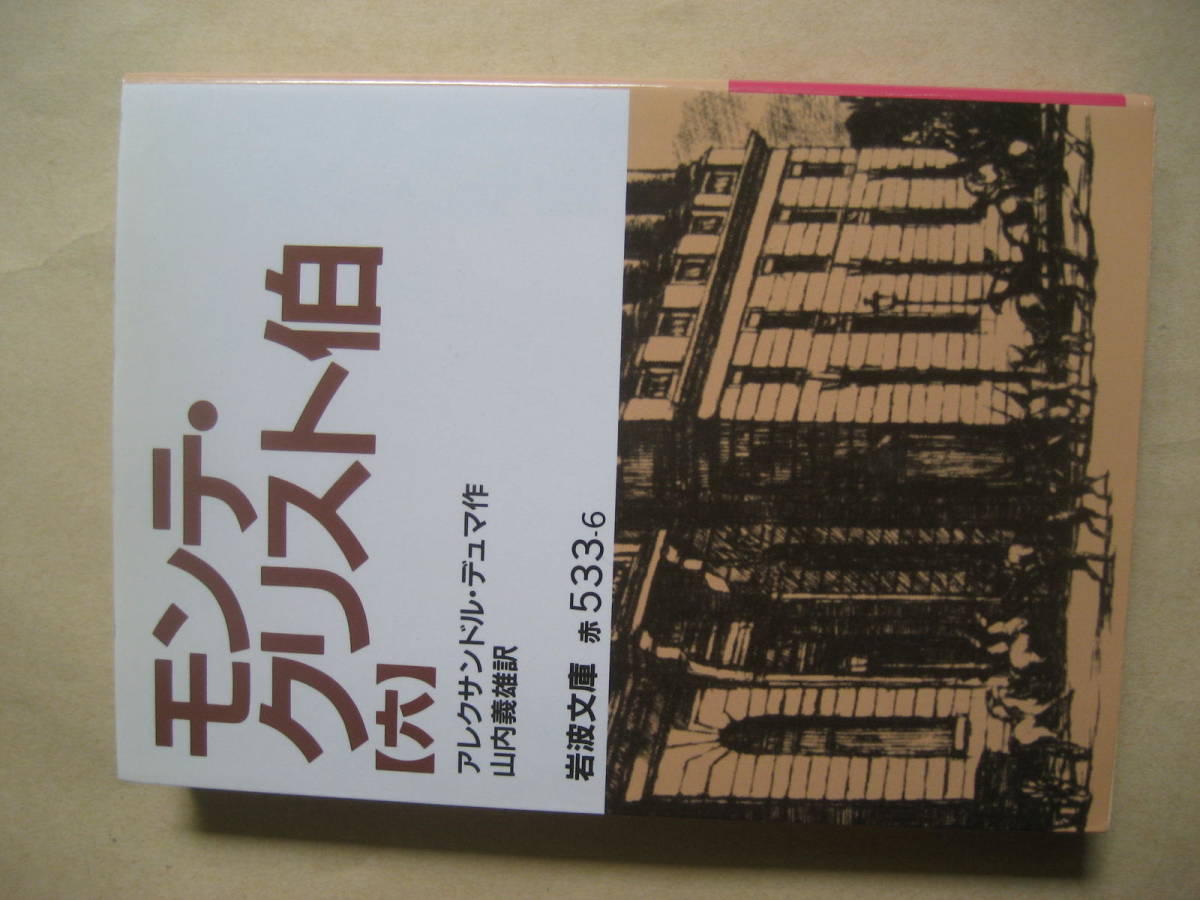 モンテ・
クリスト伯
【六】
アレクサンドル・デュマ作
山内義雄訳
岩波文庫 赤 533-6